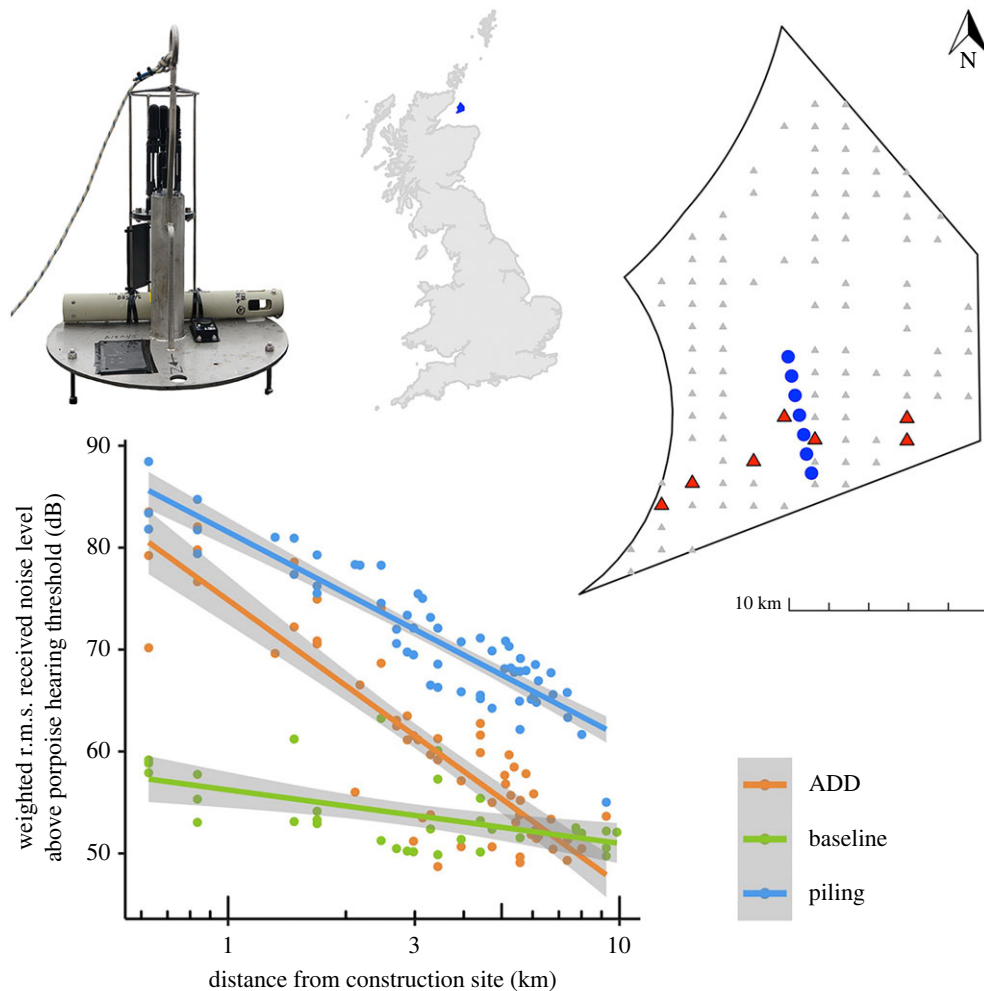 N
10 km
90
80
70
60
50
weighted r.m.s. received noise level
above porpoise hearing threshold (dB)
1
3
10
distance from construction site (km)
ADD
baseline
piling